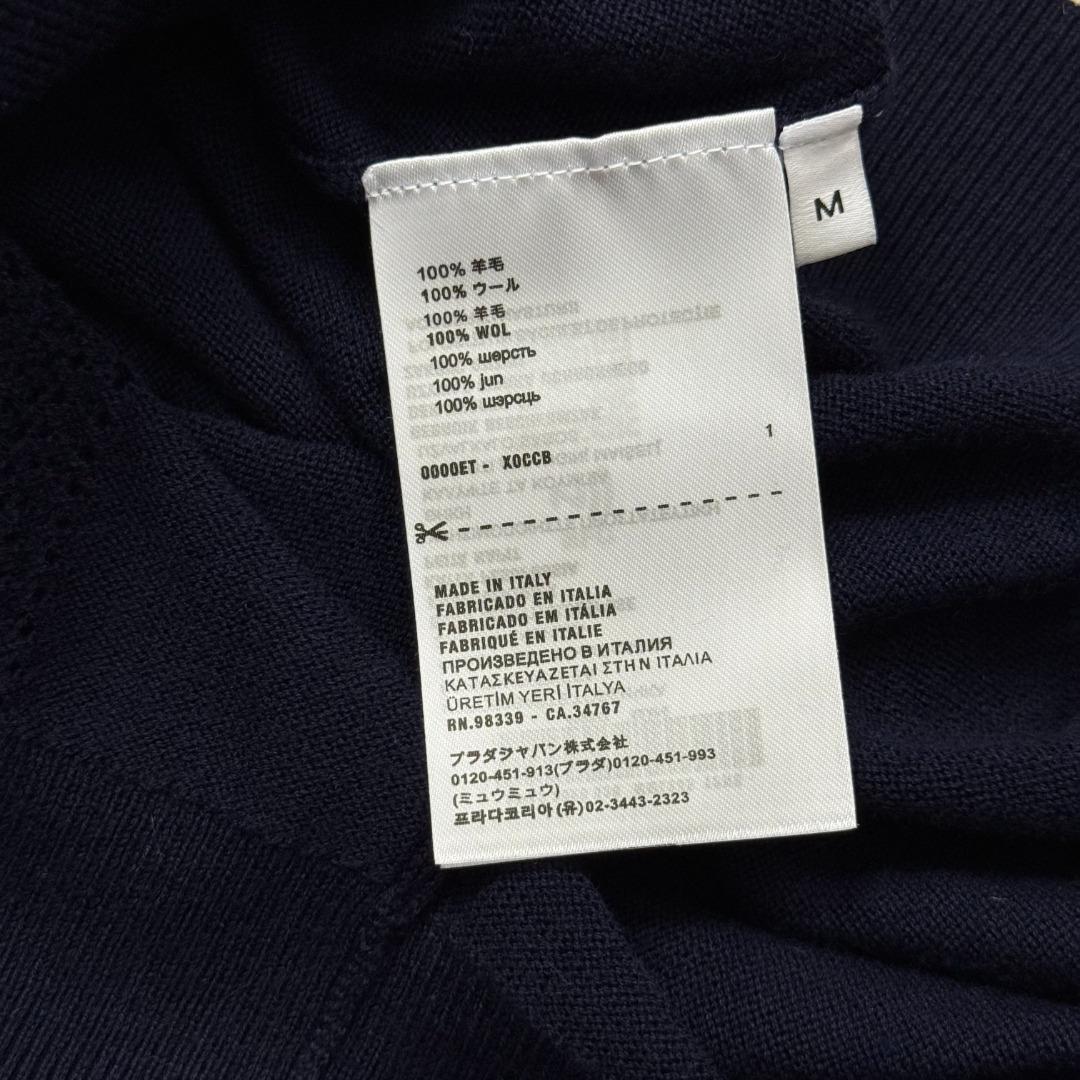 M
100% 羊毛
100% ウール
100% 羊毛
100% WOL
100% шерсть
100% jun
100% шэрсць
1
0000ET - X0CCB
MADE IN ITALY
FABRICADO EN ITALIA
FABRICADO EM ITÁLIA
FABRIQUÉ EN ITALIE
ПРОИЗВЕДЕНО В ИТАЛИЯ
ΚΑΤΑΣΚΕΥΑΖΕΤΑΙ ΣΤΗ Ν ΙΤΑΛΙΑ
ÜRETİM YERİ İTALYA
RN.98339 - CA.34767
プラダジャパン株式会社
0120-451-913(プラダ)0120-451-993
(ミュウミュウ)
프라다코리아(유)02-3443-2323